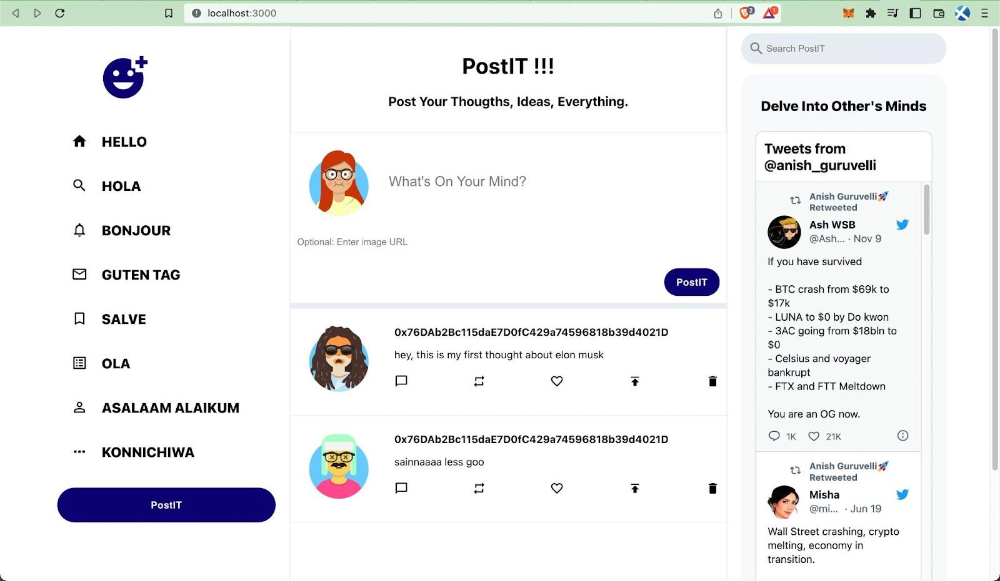 localhost:3000
2
1
HELLO
HOLA
BONJOUR
GUTEN TAG
SALVE
OLA
ASALAAM ALAIKUM
KONNICHIWA
PostIT
PostIT !!!
Post Your Thougths, Ideas, Everything.
What's On Your Mind?
Optional: Enter image URL
PostIT
0x76DAb2Bc115daE7D0fC429a74596818b39d4021D
hey, this is my first thought about elon musk
0x76DAb2Bc115daE7D0fC429a74596818b39d4021D
sainnaaaa less goo
Search PostIT
Delve Into Other's Minds
Tweets from
@anish_guruvelli
Anish Guruvelli🚀
Retweeted
Ash WSB
@Ash... · Nov 9
If you have survived
- BTC crash from $69k to
$17k
- LUNA to $0 by Do kwon
- 3AC going from $18bln to
$0
- Celsius and voyager
bankrupt
- FTX and FTT Meltdown
You are an OG now.
1K 21K
Anish Guruvelli🚀
Retweeted
Misha
@mi... · Jun 19
Wall Street crashing, crypto
melting, economy in
transition.